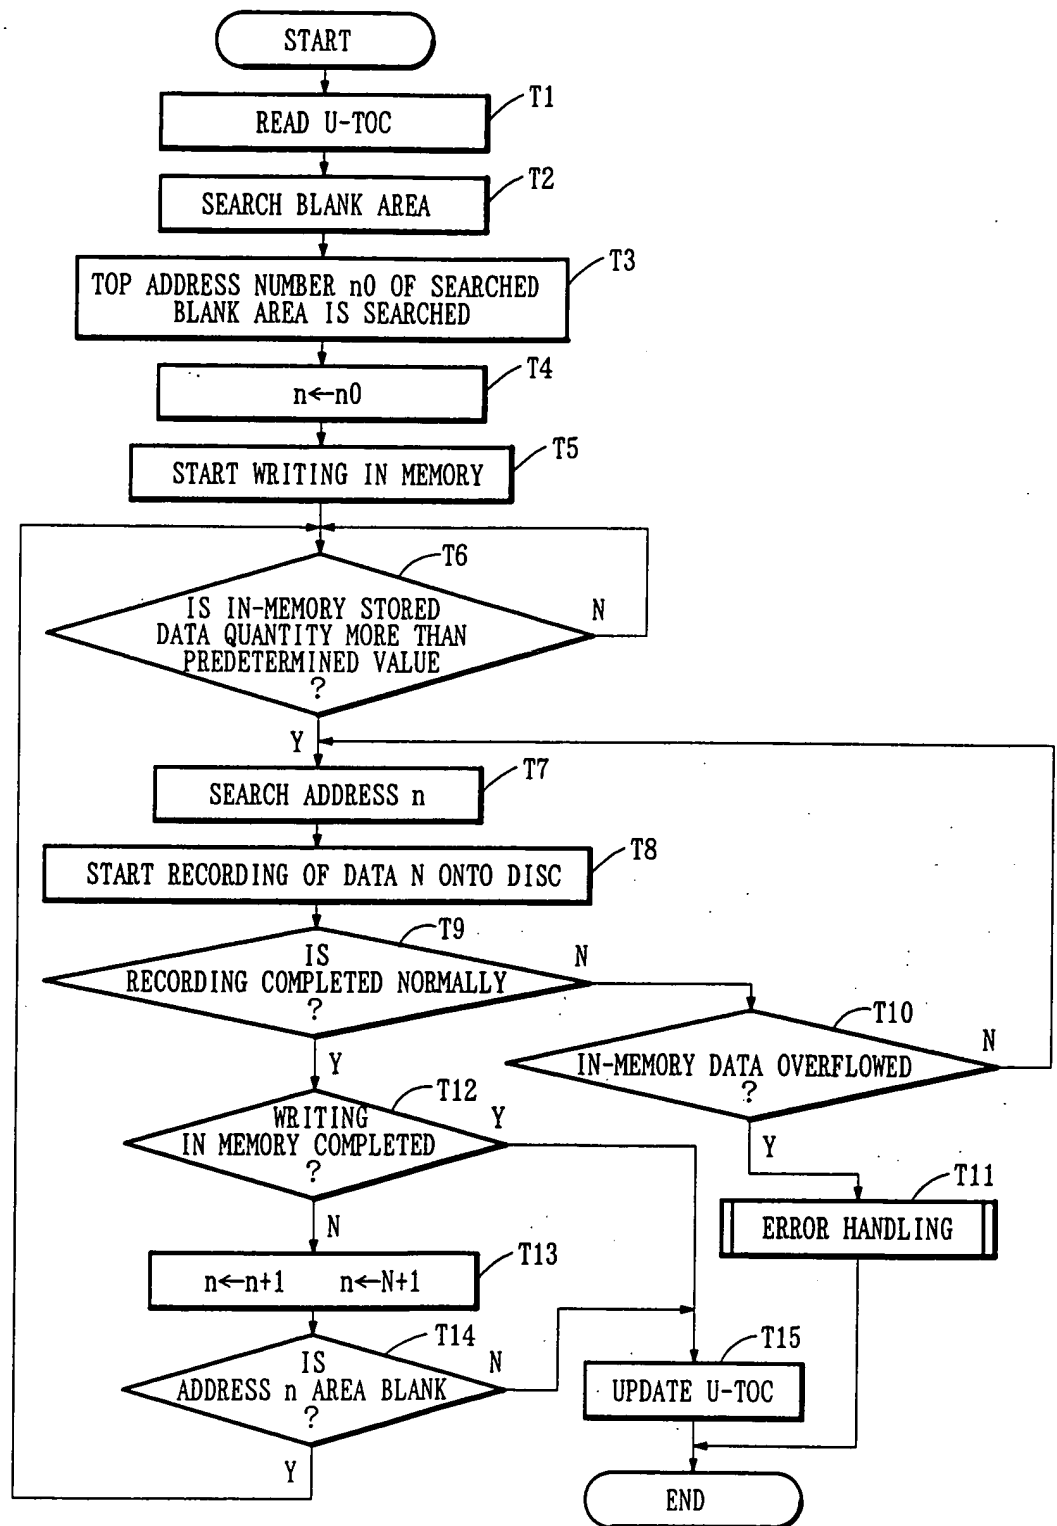 START
T1
READ U-TOC
T2
SEARCH BLANK AREA
T3
TOP ADDRESS NUMBER n0 OF SEARCHED
BLANK AREA IS SEARCHED
T4
n←n0
T5
START WRITING IN MEMORY
T6
IS IN-MEMORY STORED
DATA QUANTITY MORE THAN
PREDETERMINED VALUE
?
N
Y
T7
SEARCH ADDRESS n
T8
START RECORDING OF DATA N ONTO DISC
T9
IS
RECORDING COMPLETED NORMALLY
?
N
Y
T10
IN-MEMORY DATA OVERFLOWED
?
N
Y
T11
ERROR HANDLING
T12
WRITING
IN MEMORY COMPLETED
?
Y
N
T13
n←n+1 n←N+1
T14
IS
ADDRESS n AREA BLANK
?
N
Y
T15
UPDATE U-TOC
END